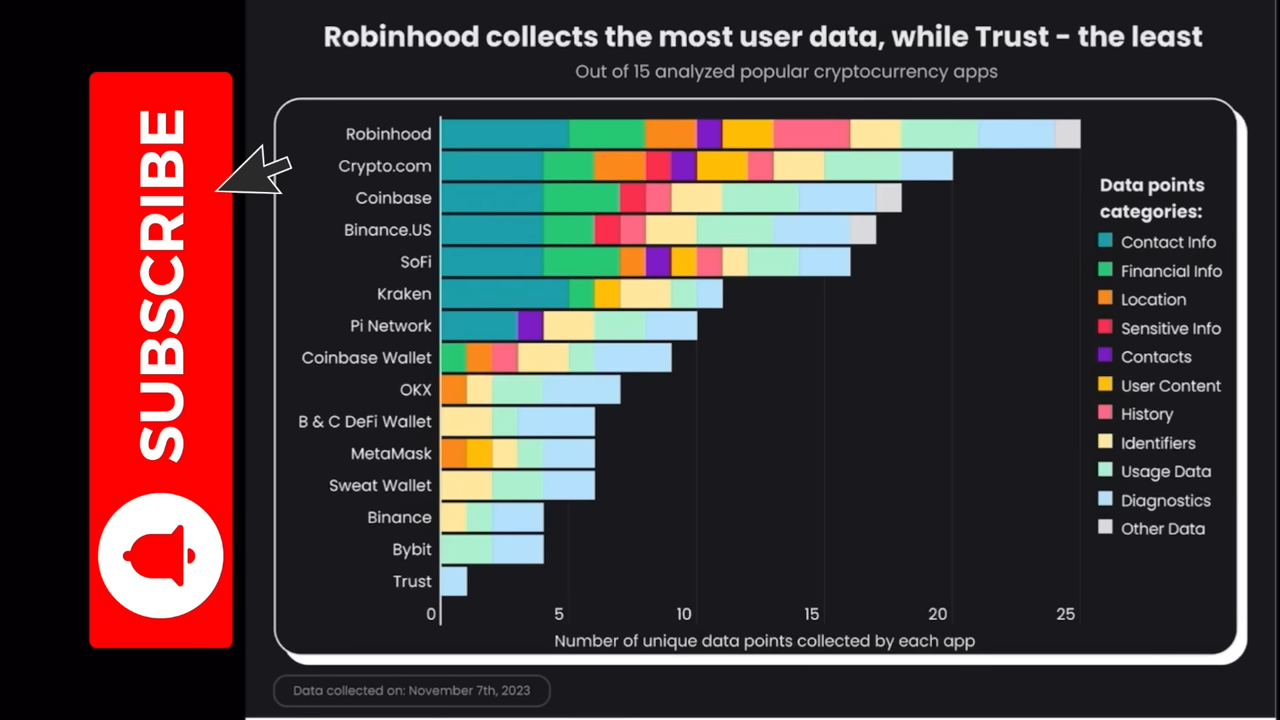 SUBSCRIBE
Robinhood collects the most user data, while Trust - the least
Out of 15 analyzed popular cryptocurrency apps
Robinhood
Crypto.com
Coinbase
Binance.US
SoFi
Kraken
Pi Network
Coinbase Wallet
OKX
B & C DeFi Wallet
MetaMask
Sweat Wallet
Binance
Bybit
Trust
0 5 10 15 20 25
Number of unique data points collected by each app
Data points
categories:
Contact Info
Financial Info
Location
Sensitive Info
Contacts
User Content
History
Identifiers
Usage Data
Diagnostics
Other Data
Data collected on: November 7th, 2023